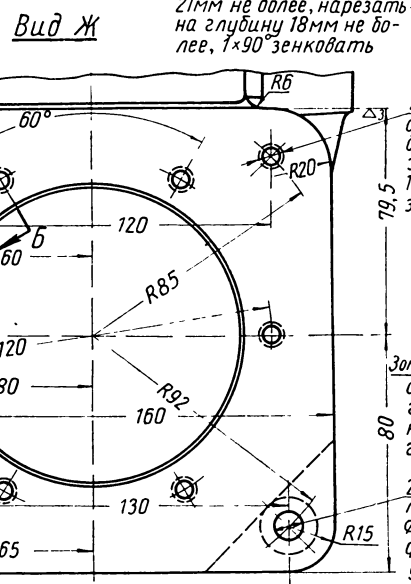 21мм не более, нарезать
на глубину 18мм не бо-
лее, 1×90° зенковать
Вид Ж
R6
60°
△3
R20
79,5
120
Б
60
R85
120
80
R92
160
80
130
R15
65